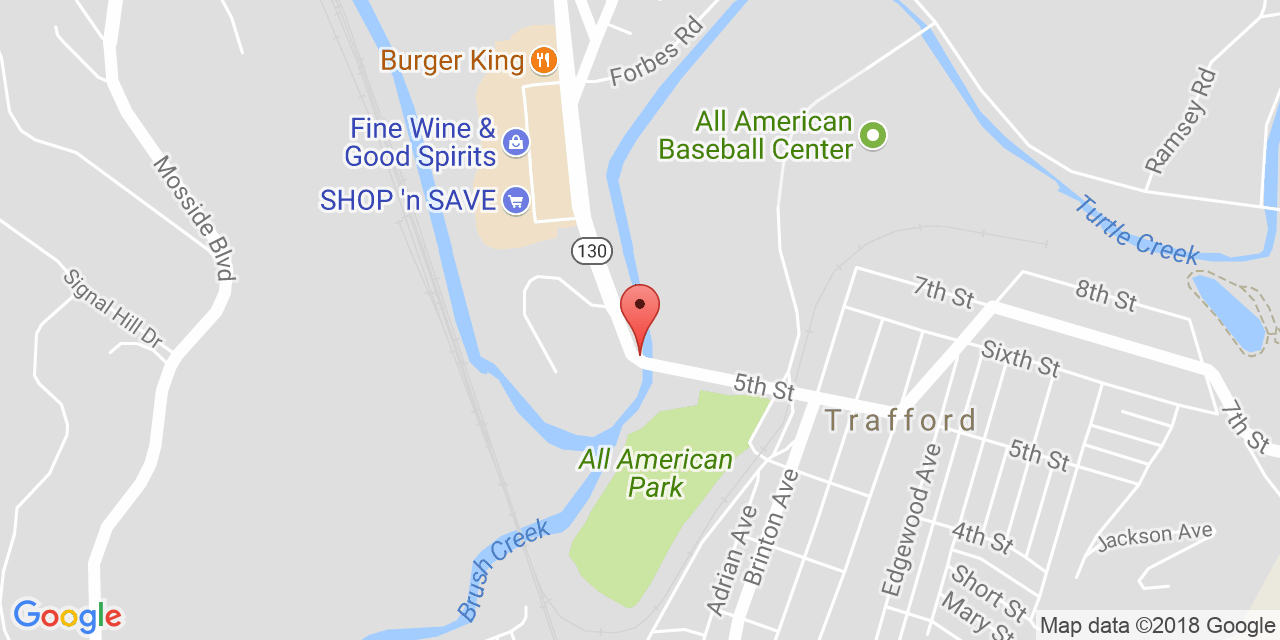 Burger King
Forbes Rd
Fine Wine &
Good Spirits
All American
Baseball Center
Ramsey Rd
SHOP 'n SAVE
Mosside Blvd
130
Turtle Creek
Signal Hill Dr
7th St
8th St
Sixth St
5th St
Trafford
7th St
All American
Park
5th St
Edgewood Ave
Brinton Ave
Adrian Ave
4th St
Jackson Ave
Brush Creek
Short St
Mary St
Google
Map data ©2018 Google